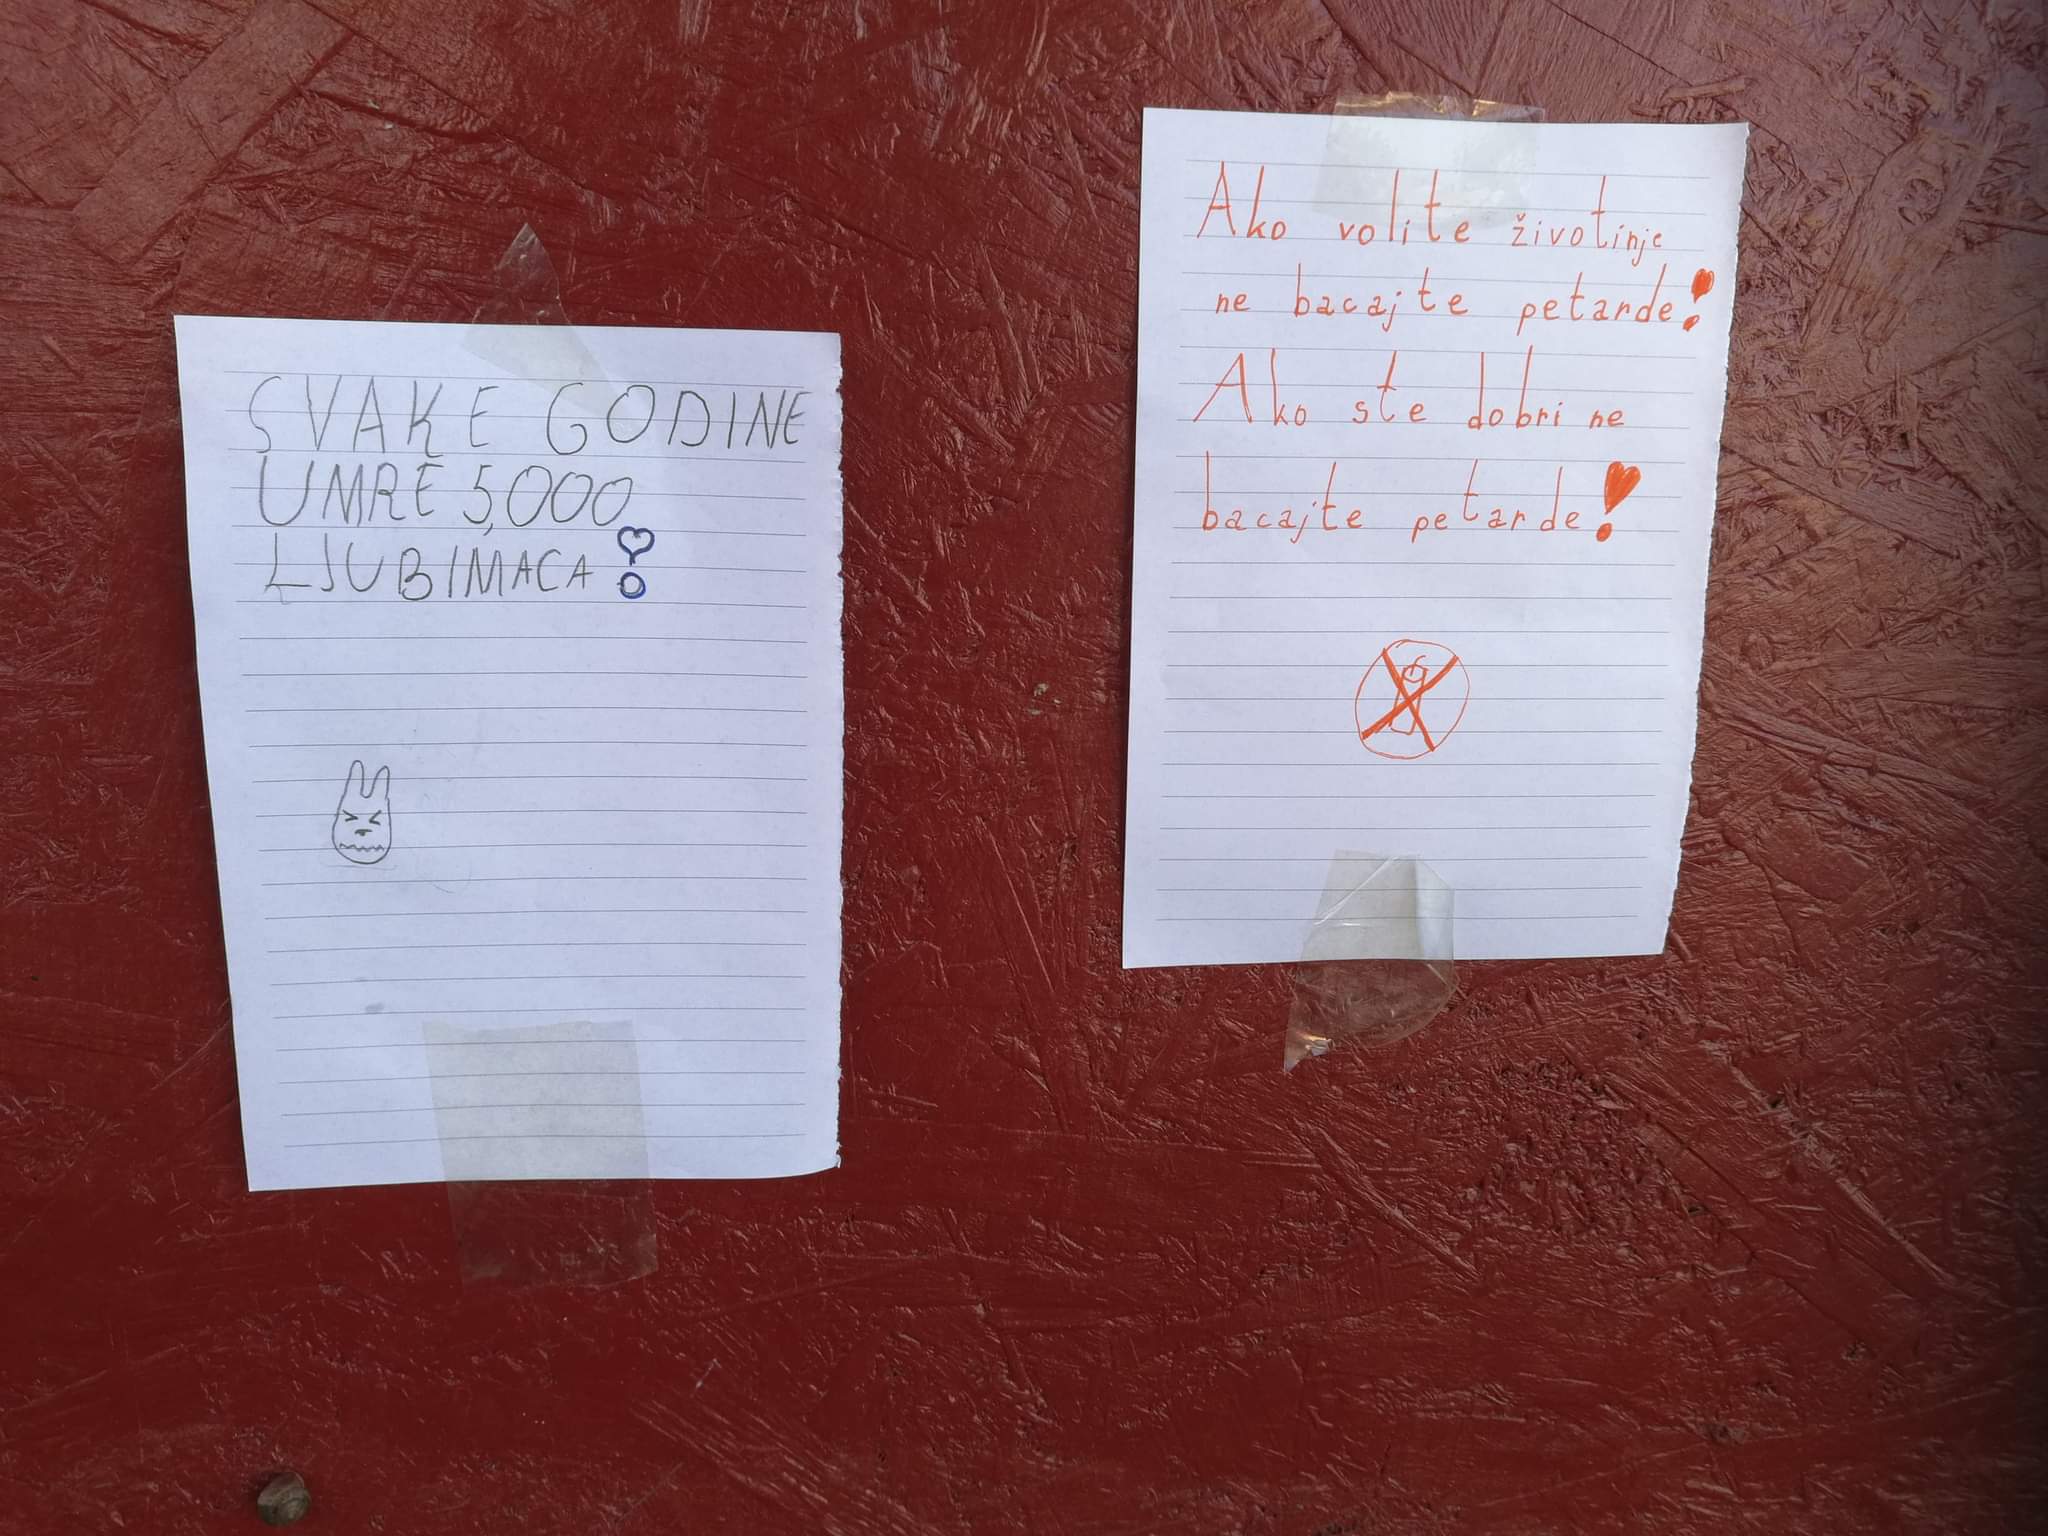 SVAKE GODINE
UMRE 5,000
LJUBIMACA!
Ako volite životinje
ne bacajte petarde!
Ako ste dobri ne
bacajte petarde!